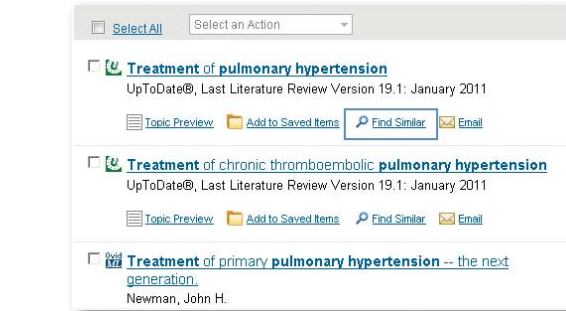 Select All Select an Action
Treatment of pulmonary hypertension
UpToDate®, Last Literature Review Version 19.1: January 2011
Topic Preview Add to Saved Items Find Similar Email
Treatment of chronic thromboembolic pulmonary hypertension
UpToDate®, Last Literature Review Version 19.1: January 2011
Topic Preview Add to Saved Items Find Similar Email
Ovid
Treatment of primary pulmonary hypertension -- the next
generation.
Newman, John H.